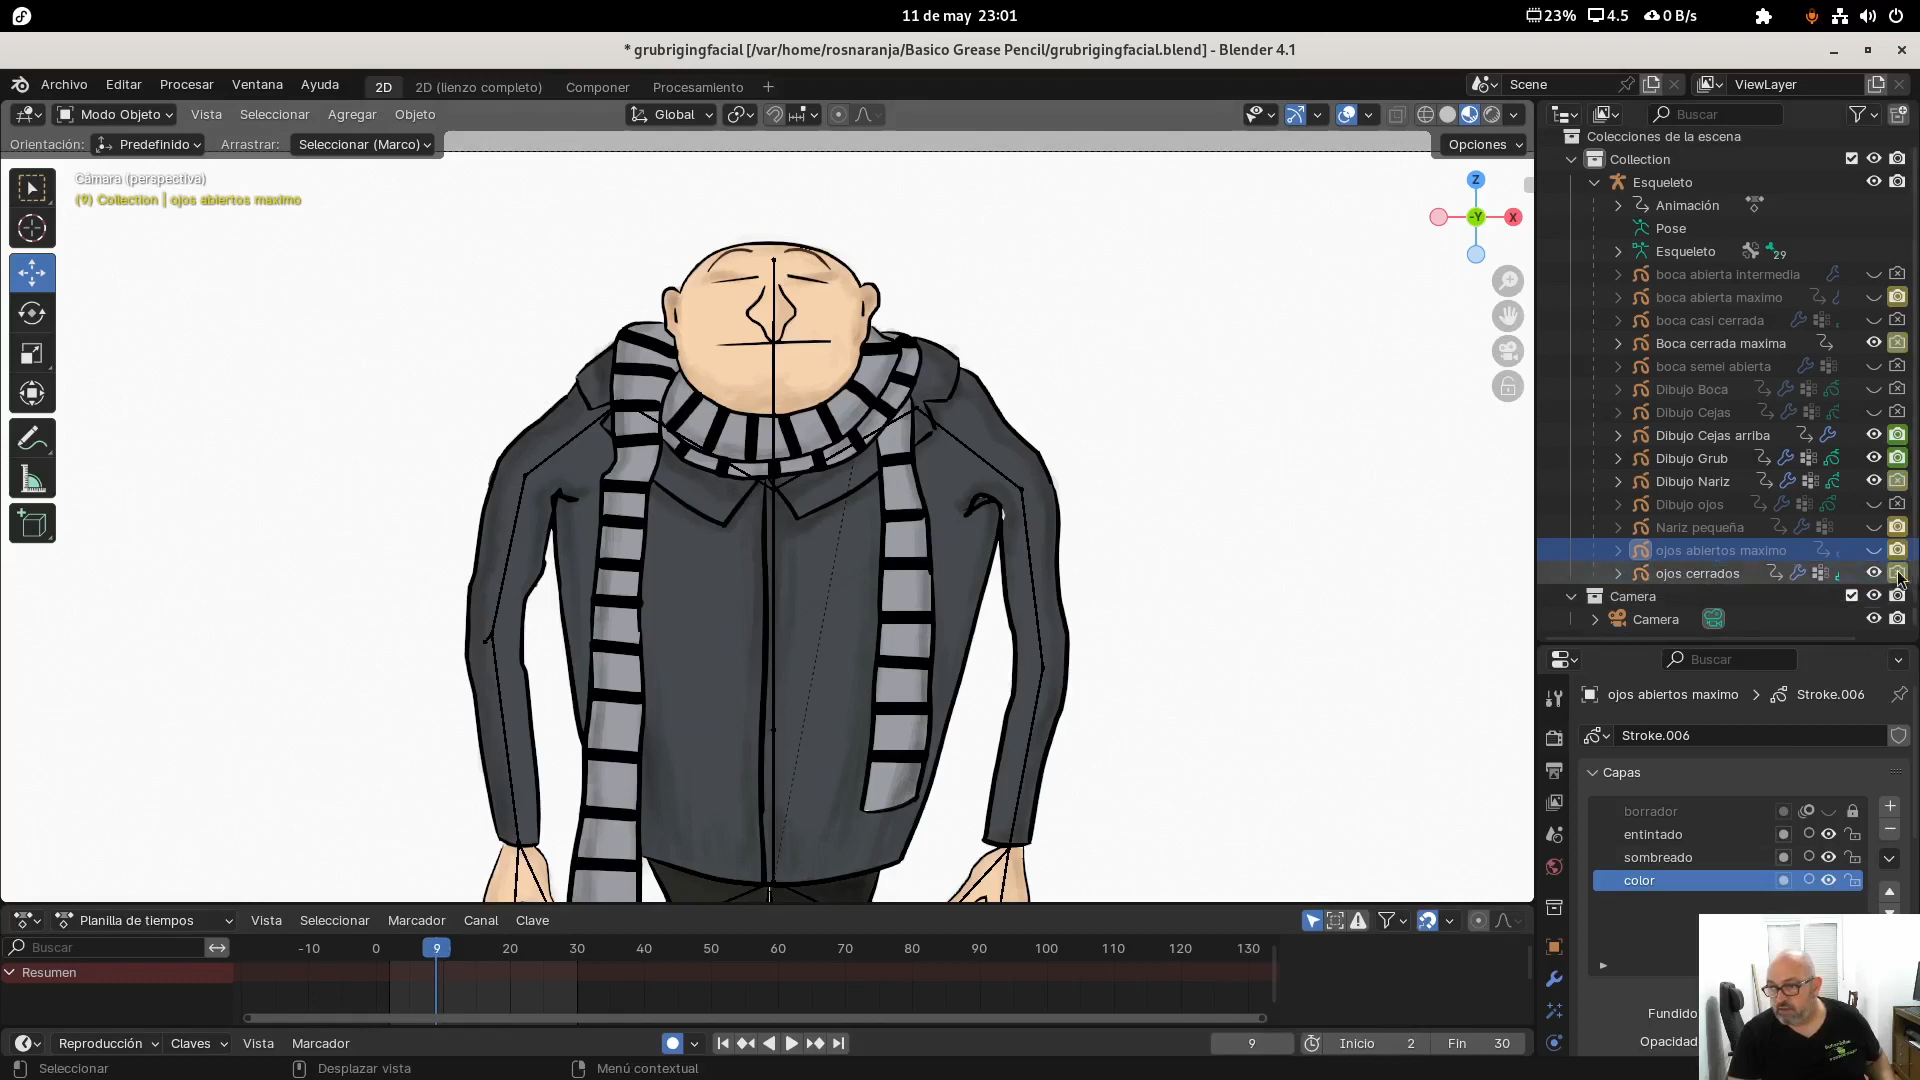 11 de may 23:01
23% 4.5 0 B/s
* grubrigingfacial [/var/home/rosnaranja/Basico Grease Pencil/grubrigingfacial.blend] - Blender 4.1
Archivo Editar Procesar Ventana Ayuda 2D 2D (lienzo completo) Componer Procesamiento + Scene ViewLayer
Modo Objeto Vista Seleccionar Agregar Objeto Global Buscar
Orientación: Predefinido Arrastrar: Seleccionar (Marco) Opciones
Cámara (perspectiva)
(9) Collection | ojos abiertos maximo
Z
-Y X
Colecciones de la escena
Collection
Esqueleto
Animación
Pose
Esqueleto 29
boca abierta intermedia
boca abierta maximo
boca casi cerrada
Boca cerrada maxima
boca semei abierta
Dibujo Boca
Dibujo Cejas
Dibujo Cejas arriba
Dibujo Grub
Dibujo Nariz
Dibujo ojos
Nariz pequeña
ojos abiertos maximo
ojos cerrados
Camera
Camera
Buscar
ojos abiertos maximo > Stroke.006
Stroke.006
Capas
borrador
entintado
sombreado
color
Fundido
Opacidad
Planilla de tiempos Vista Seleccionar Marcador Canal Clave
Buscar -10 0 9 20 30 40 50 60 70 80 90 100 110 120 130
Resumen
Reproducción Claves Vista Marcador 9 Inicio 2 Fin 30
Seleccionar Desplazar vista Menú contextual